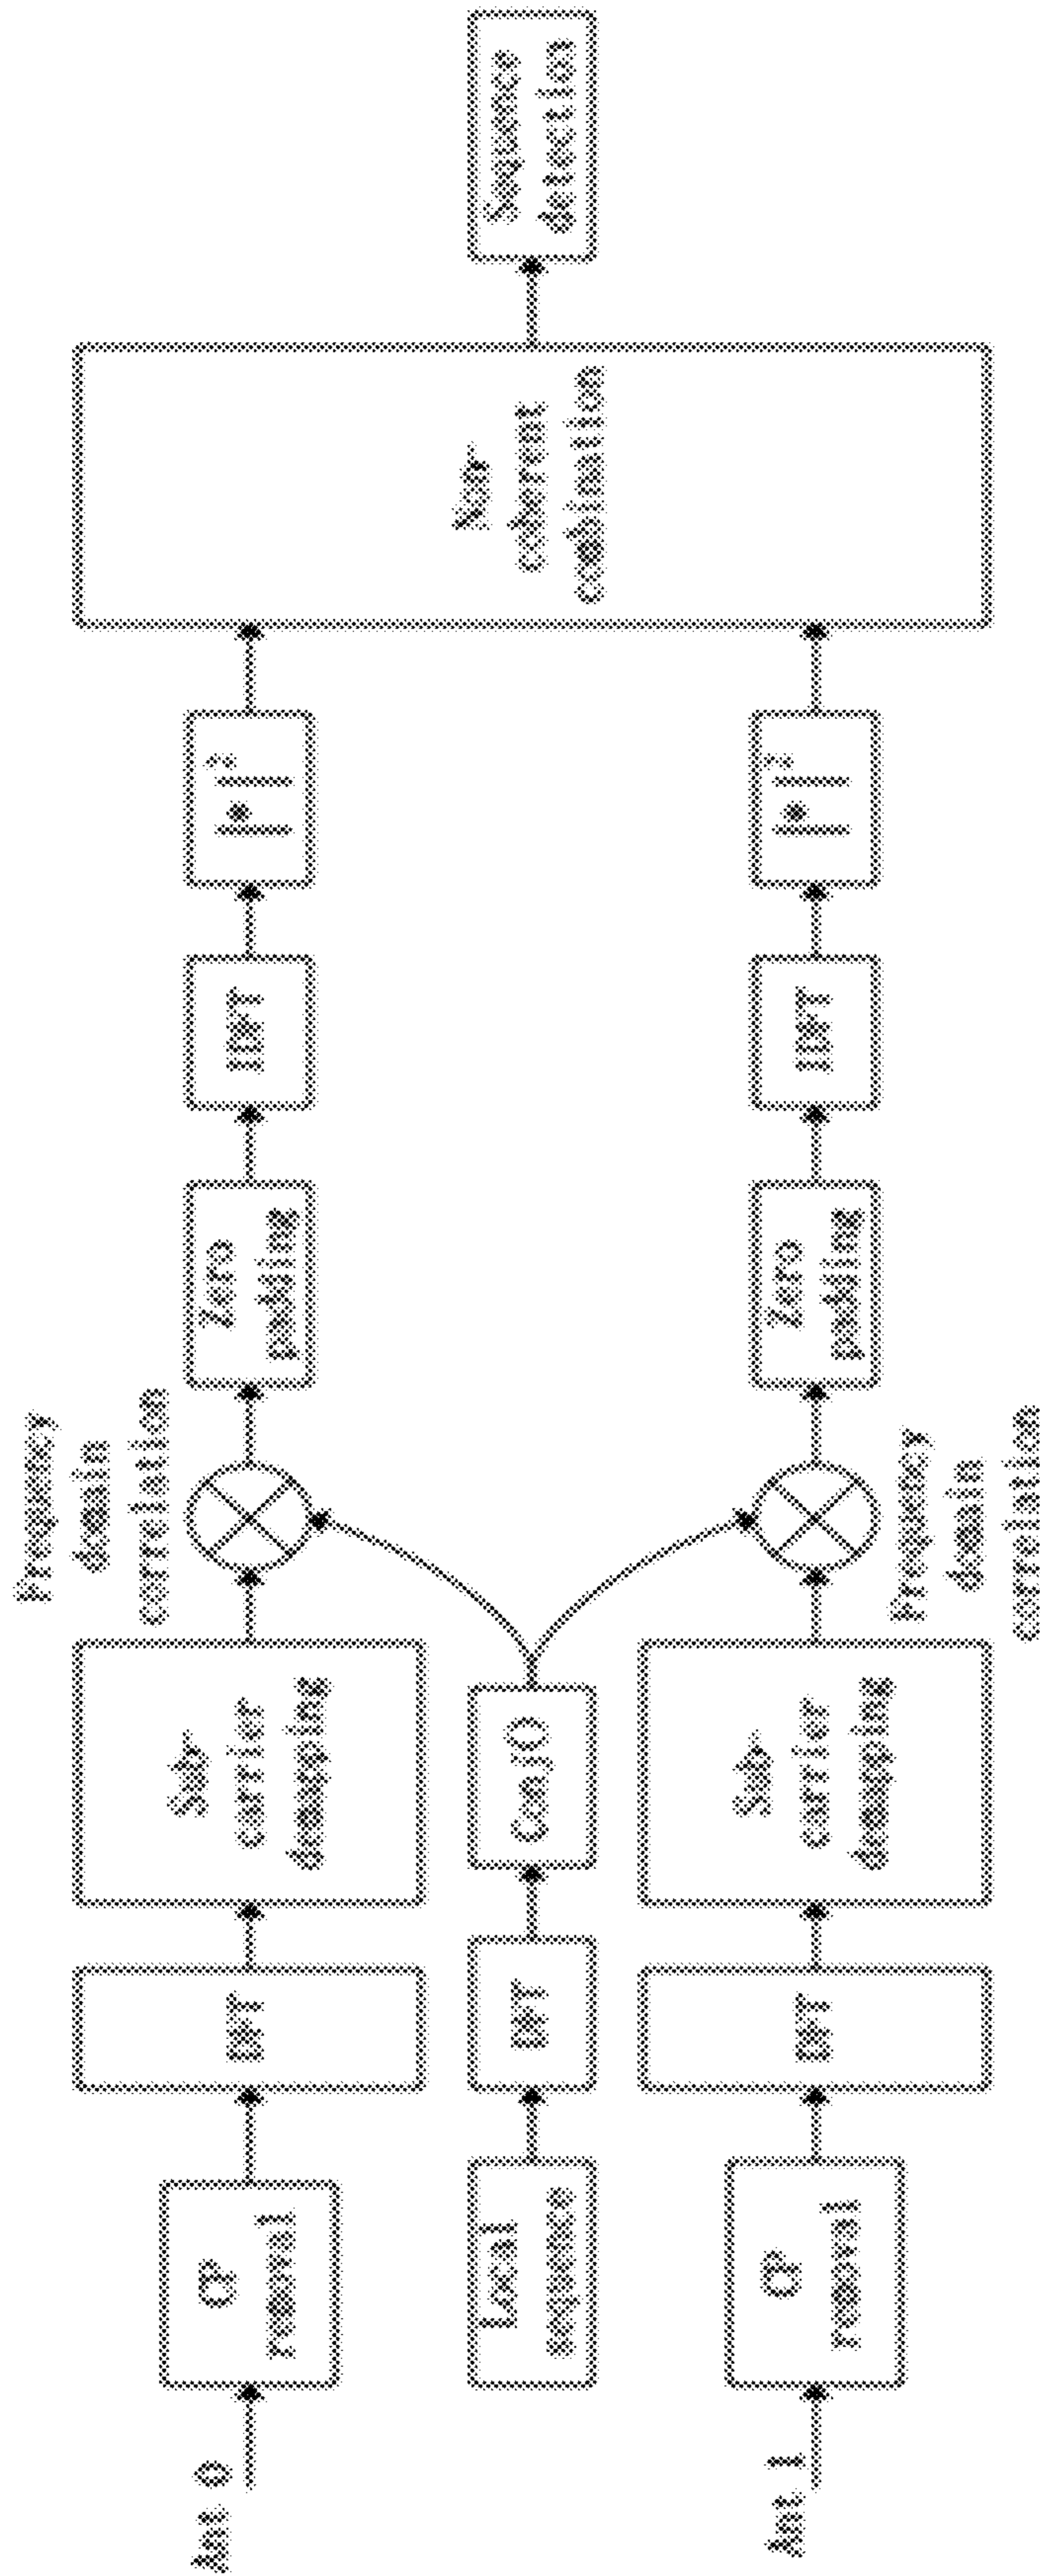 Ant 0
CP
removal
DFT
Sub-
carrier
demapping
Frequency
domain
correlation
Zero
padding
IDFT
|•|²
Local
sequence
DFT
Conj()
Non-
coherent
combination
Sequence
detection
Ant 1
CP
removal
DFT
Sub-
carrier
demapping
Frequency
domain
correlation
Zero
padding
IDFT
|•|²